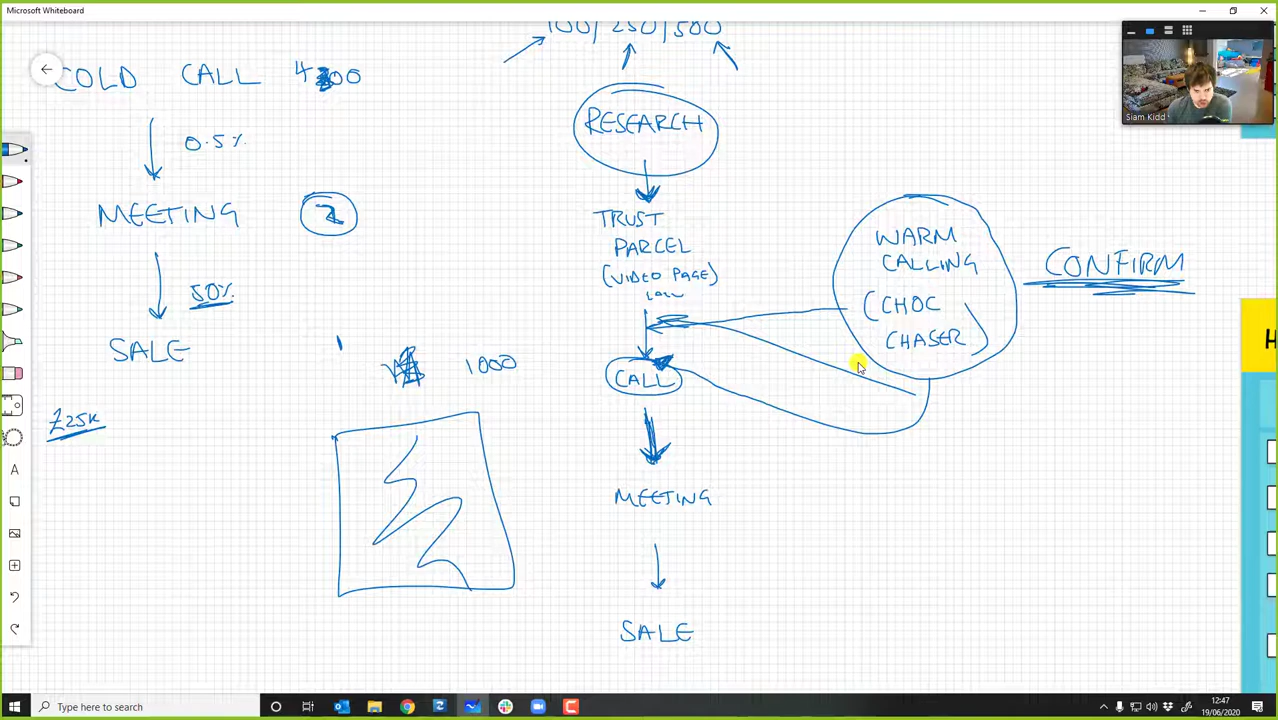 Microsoft Whiteboard
100/250/500
COLD CALL 400
0.5%
MEETING 2
50%
SALE
£25K
1000
RESEARCH
TRUST
PARCEL
(VIDEO PAGE)
CALL
MEETING
SALE
WARM
CALLING
(CHOC
CHASER)
CONFIRM
Siam Kidd
H
A
Type here to search
12:47
19/06/2020